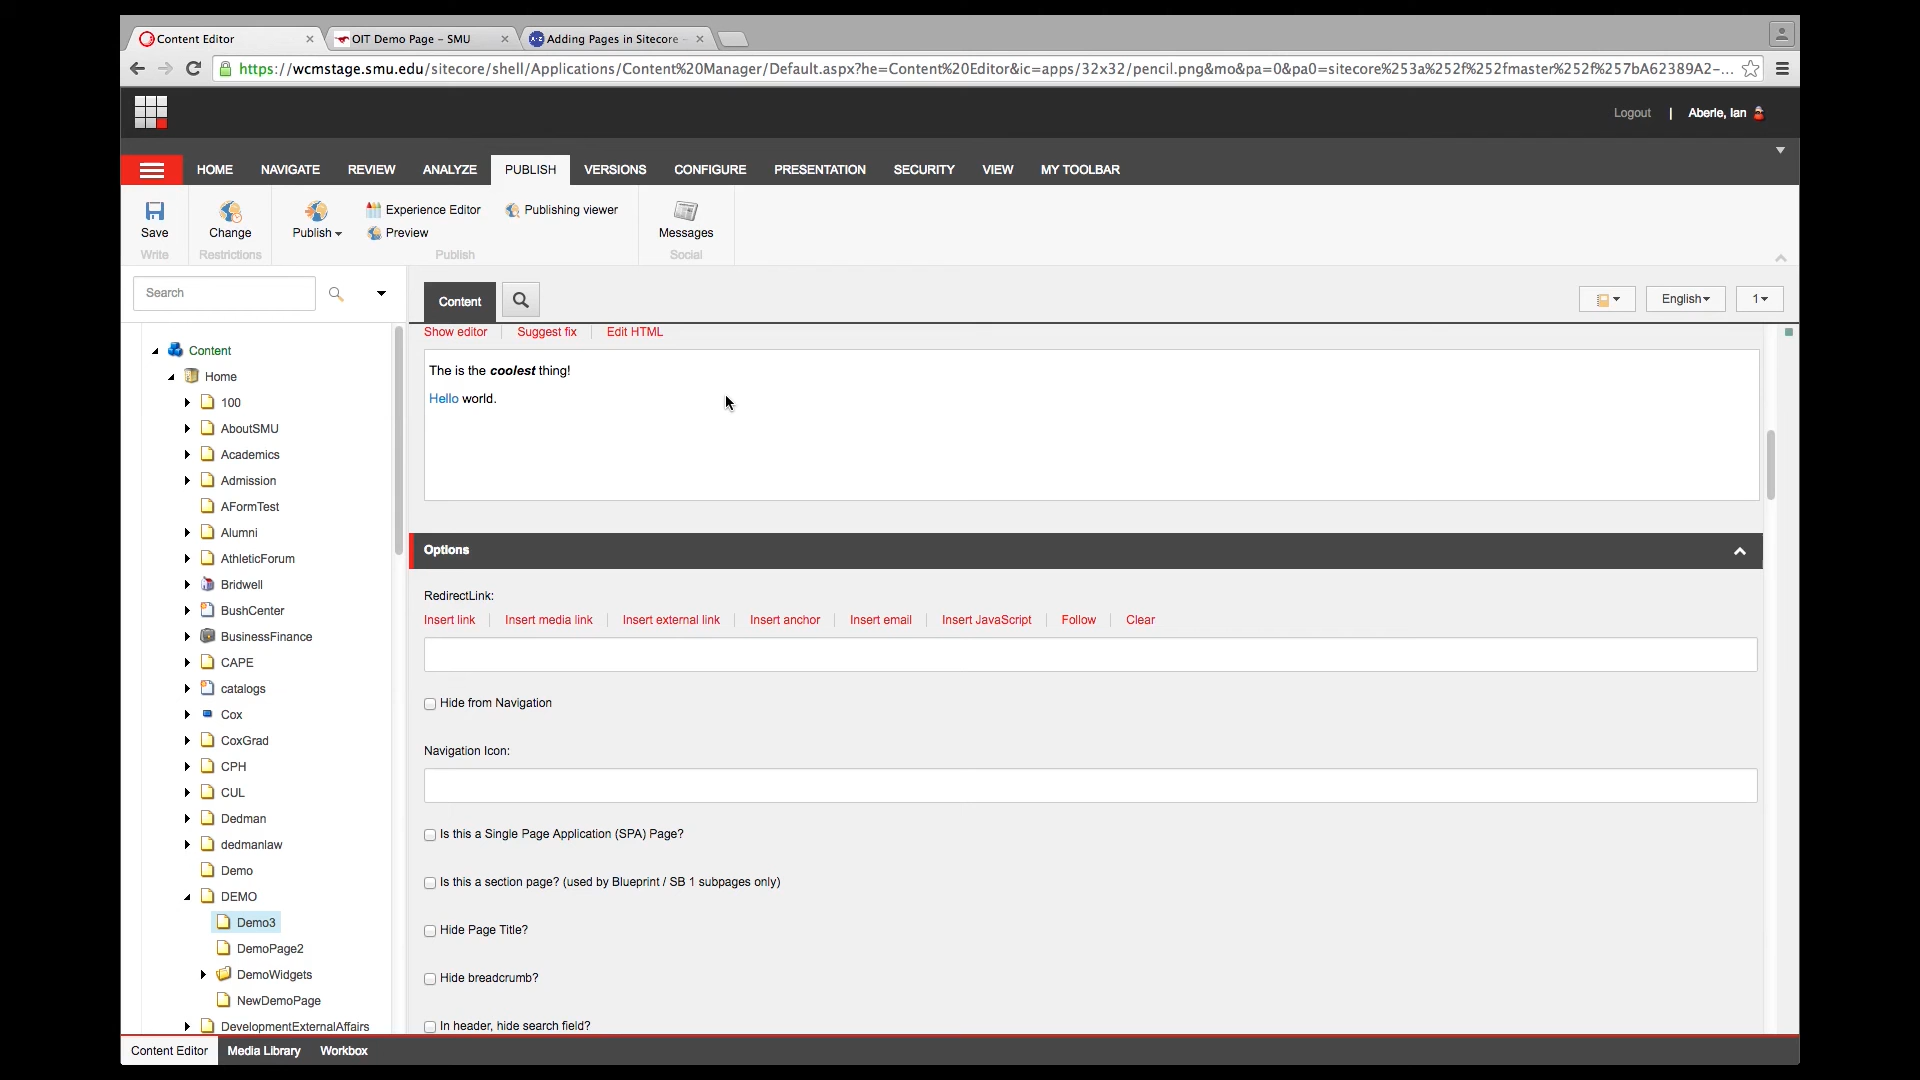 Content Editor
OIT Demo Page – SMU
Adding Pages in Sitecore -
https://wcmstage.smu.edu/sitecore/shell/Applications/Content%20Manager/Default.aspx?he=Content%20Editor&ic=apps/32x32/pencil.png&mo&pa=0&pa0=sitecore%253a%252f%252fmaster%252f%257bA62389A2-...
Logout | Aberle, Ian
HOME NAVIGATE REVIEW ANALYZE PUBLISH VERSIONS CONFIGURE PRESENTATION SECURITY VIEW MY TOOLBAR
Save
Write
Change
Restrictions
Publish
Experience Editor
Preview
Publishing viewer
Publish
Messages
Social
Search
Content
English
1
Content
Home
100
AboutSMU
Academics
Admission
AFormTest
Alumni
AthleticForum
Bridwell
BushCenter
BusinessFinance
CAPE
catalogs
Cox
CoxGrad
CPH
CUL
Dedman
dedmanlaw
Demo
DEMO
Demo3
DemoPage2
DemoWidgets
NewDemoPage
DevelopmentExternalAffairs
Show editor Suggest fix Edit HTML
The is the coolest thing!
Hello world.
Options
RedirectLink:
Insert link Insert media link Insert external link Insert anchor Insert email Insert JavaScript Follow Clear
Hide from Navigation
Navigation Icon:
Is this a Single Page Application (SPA) Page?
Is this a section page? (used by Blueprint / SB 1 subpages only)
Hide Page Title?
Hide breadcrumb?
In header, hide search field?
Content Editor Media Library Workbox